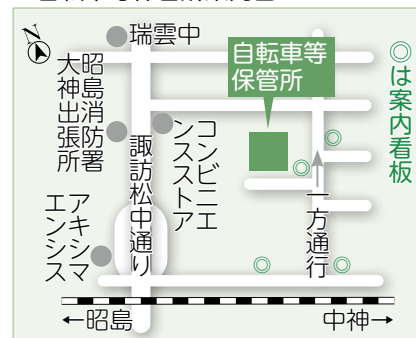 N
瑞雲中
自転車等
保管所
◎は案内看板
昭島消防署
大神出張所
コンビニエ
ンスストア
諏訪松中通り
アキシマ
エンシス
一方通行
◎
◎
◎
◎
←昭島
中神→